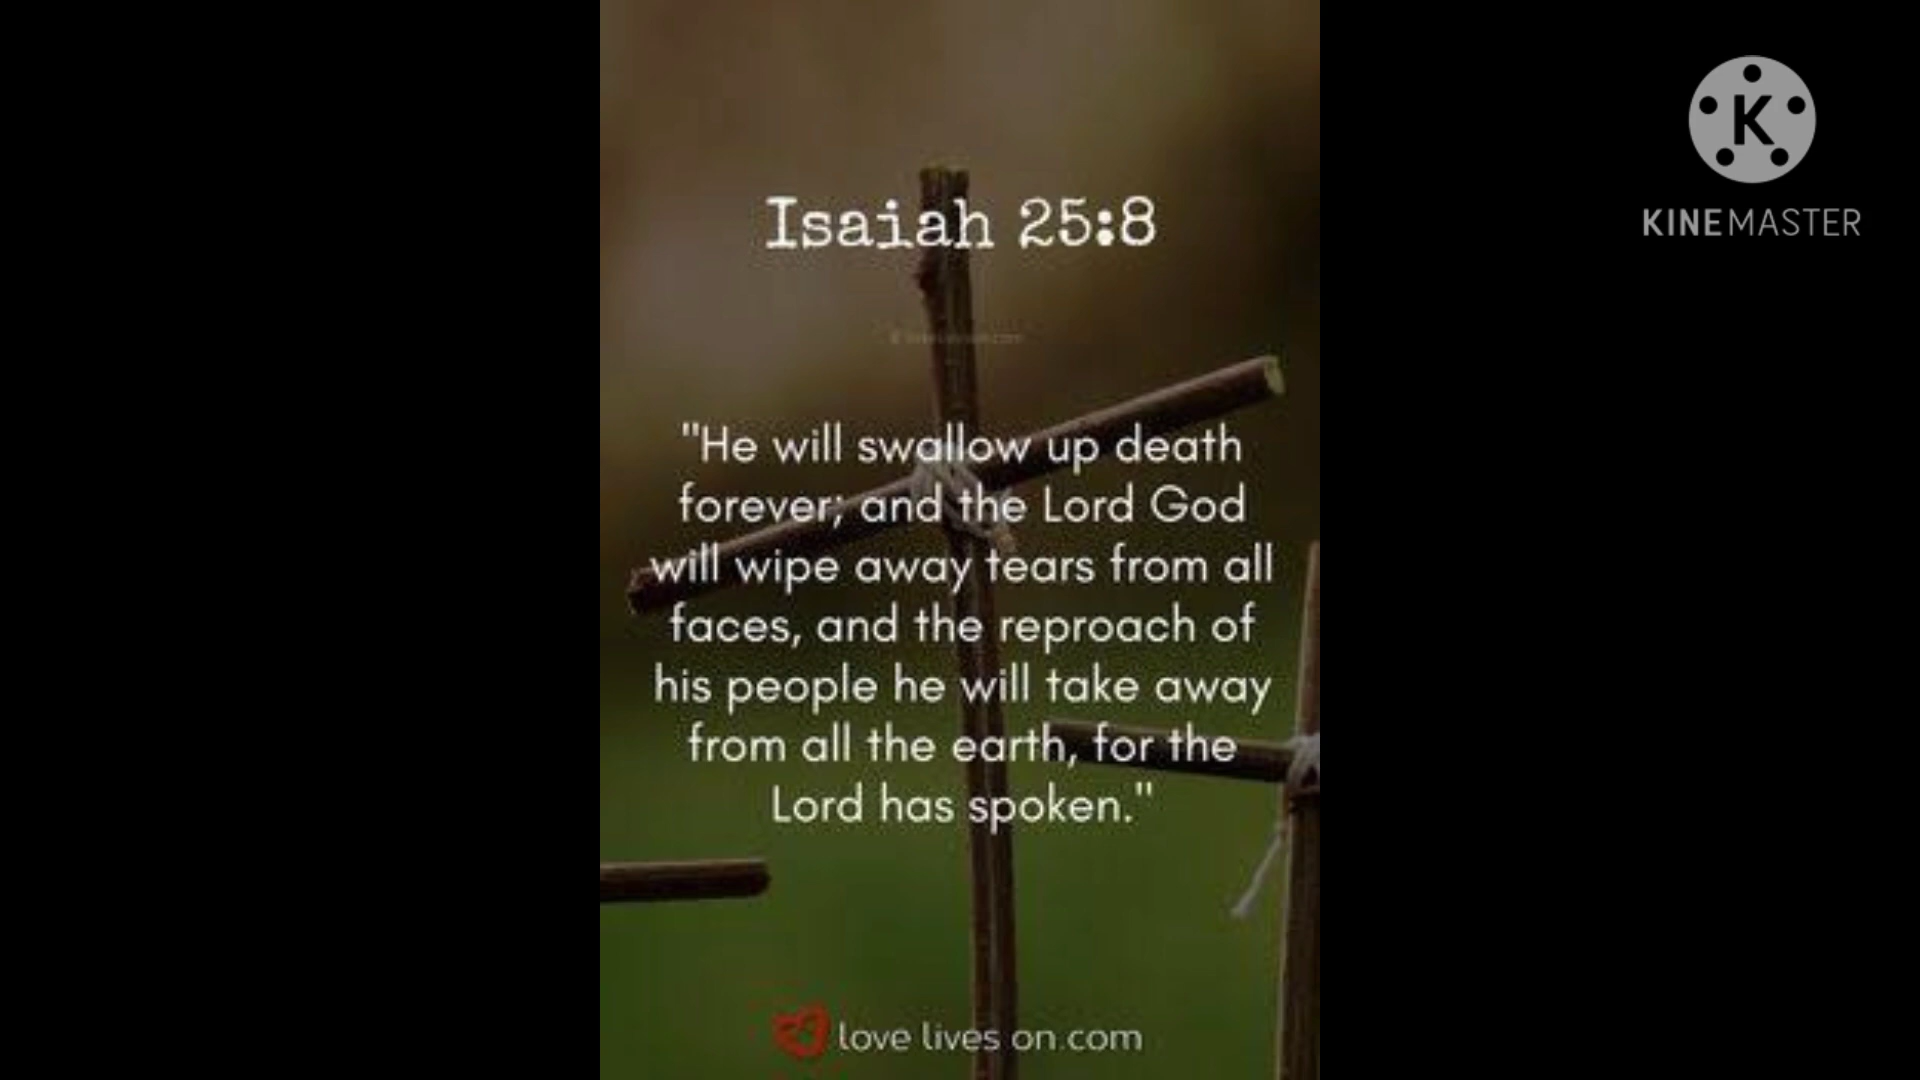 Isaiah 25:8
"He will swallow up death
forever; and the Lord God
will wipe away tears from all
faces, and the reproach of
his people he will take away
from all the earth, for the
Lord has spoken."
love lives on.com
K
KINEMASTER